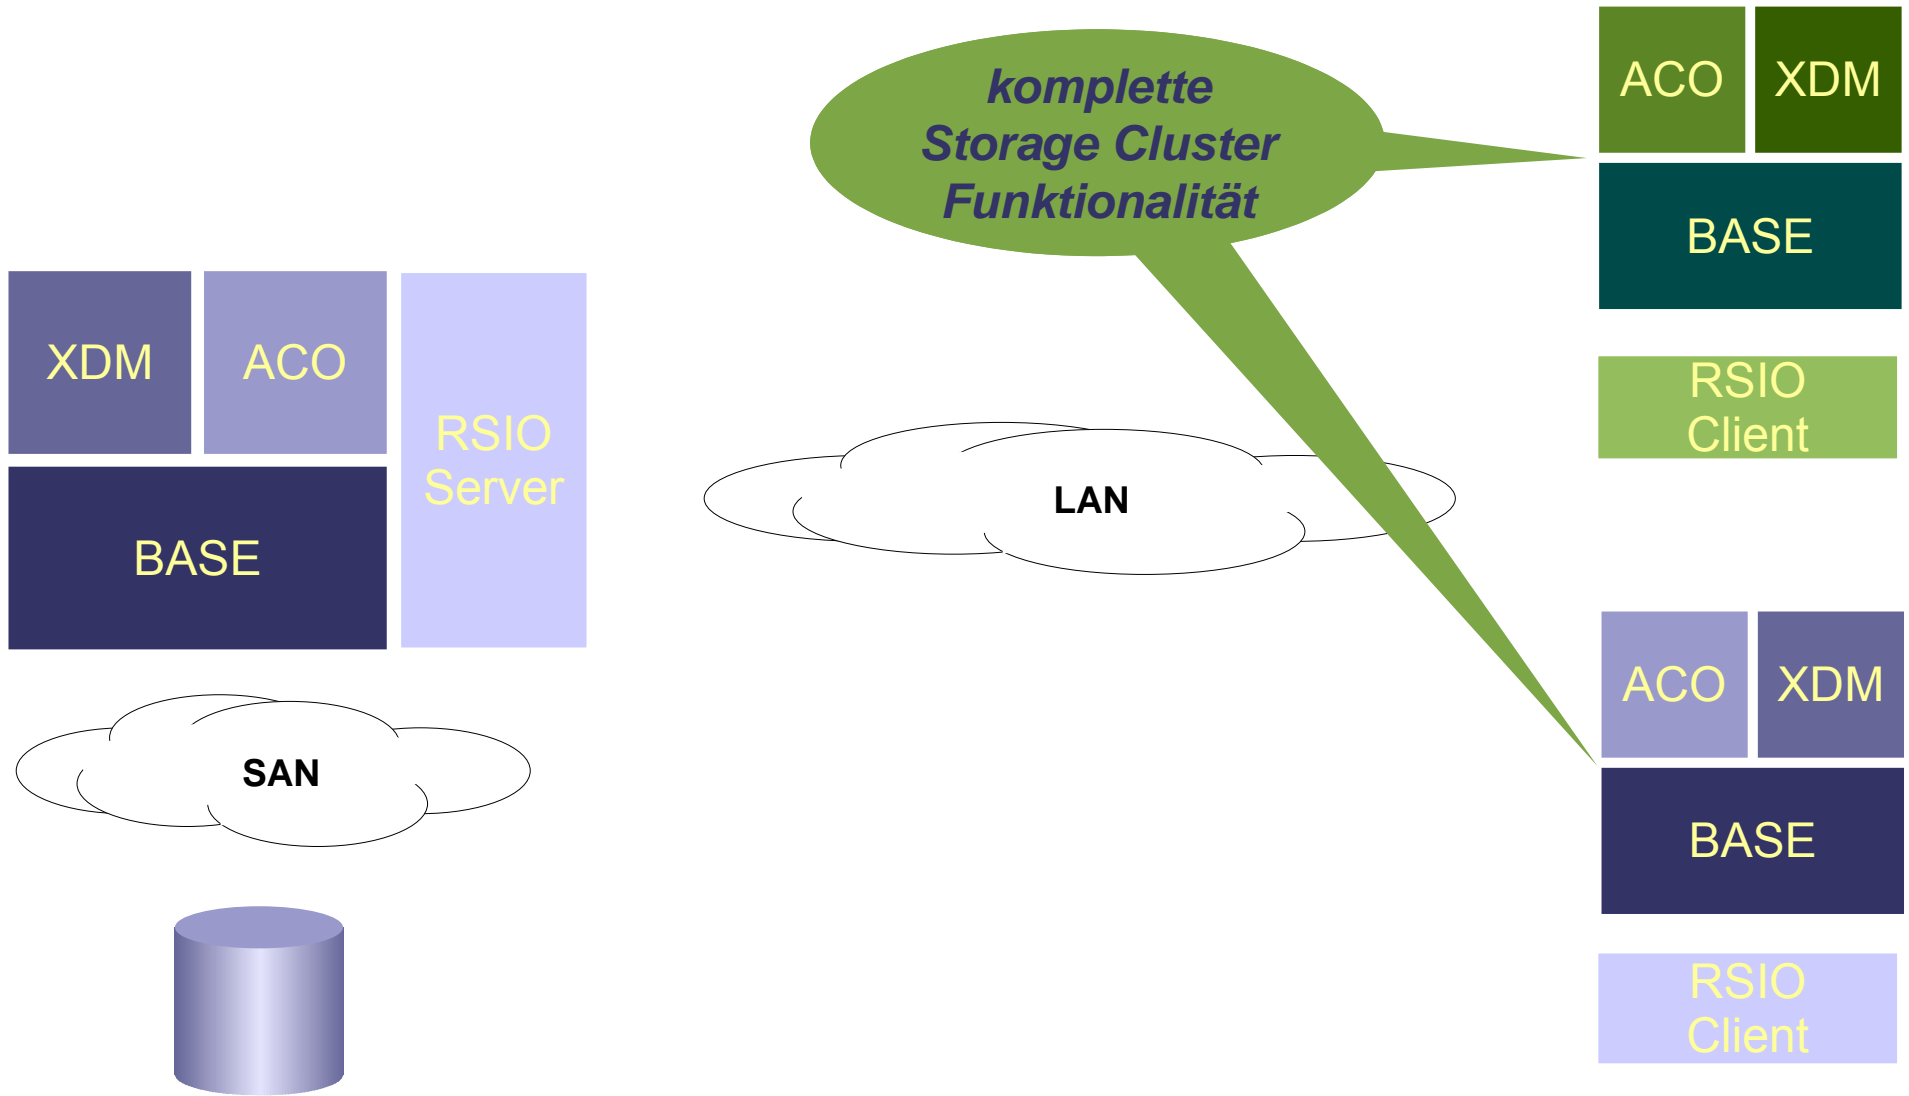 komplette
Storage Cluster
Funktionalität
ACO XDM
BASE
RSIO
Client
XDM ACO
RSIO
Server
BASE
LAN
SAN
ACO XDM
BASE
RSIO
Client